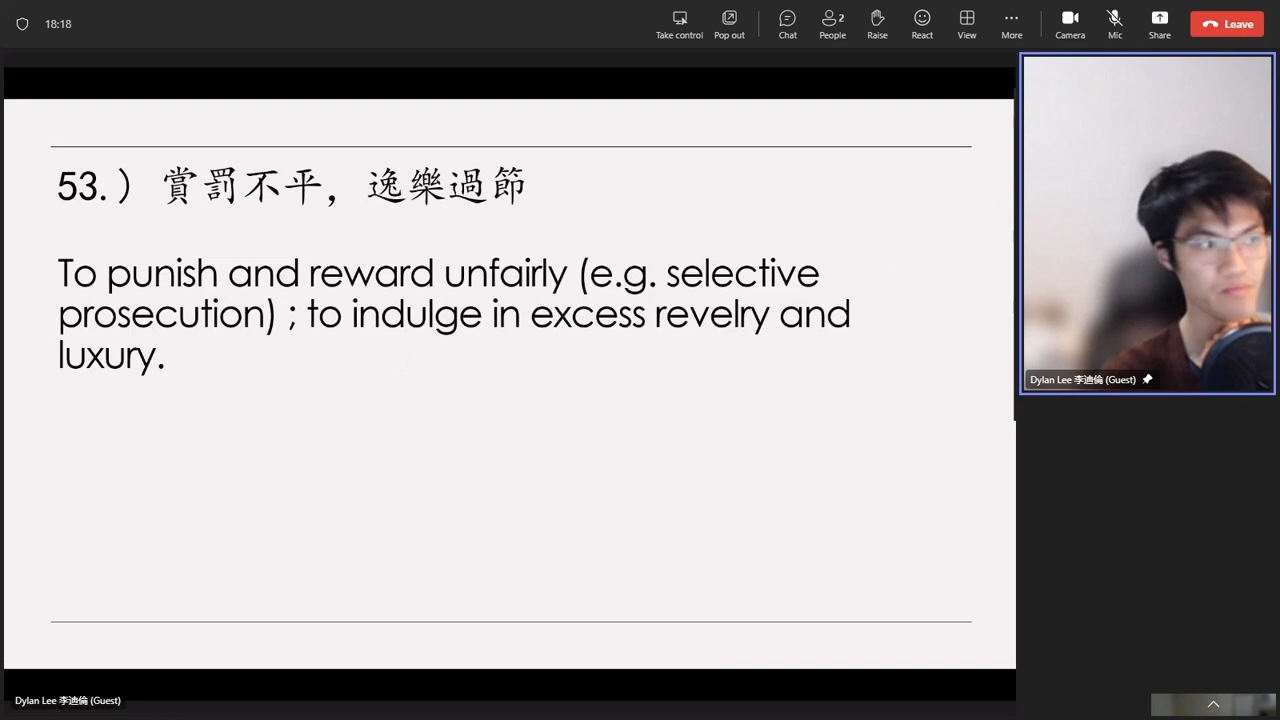 18:18
Take control
Pop out
Chat
People
2
Raise
React
View
More
Camera
Mic
Share
Leave
53.）賞罰不平，逸樂過節
To punish and reward unfairly (e.g. selective
prosecution) ; to indulge in excess revelry and
luxury.
Dylan Lee 李迪倫 (Guest)
Dylan Lee 李迪倫 (Guest)